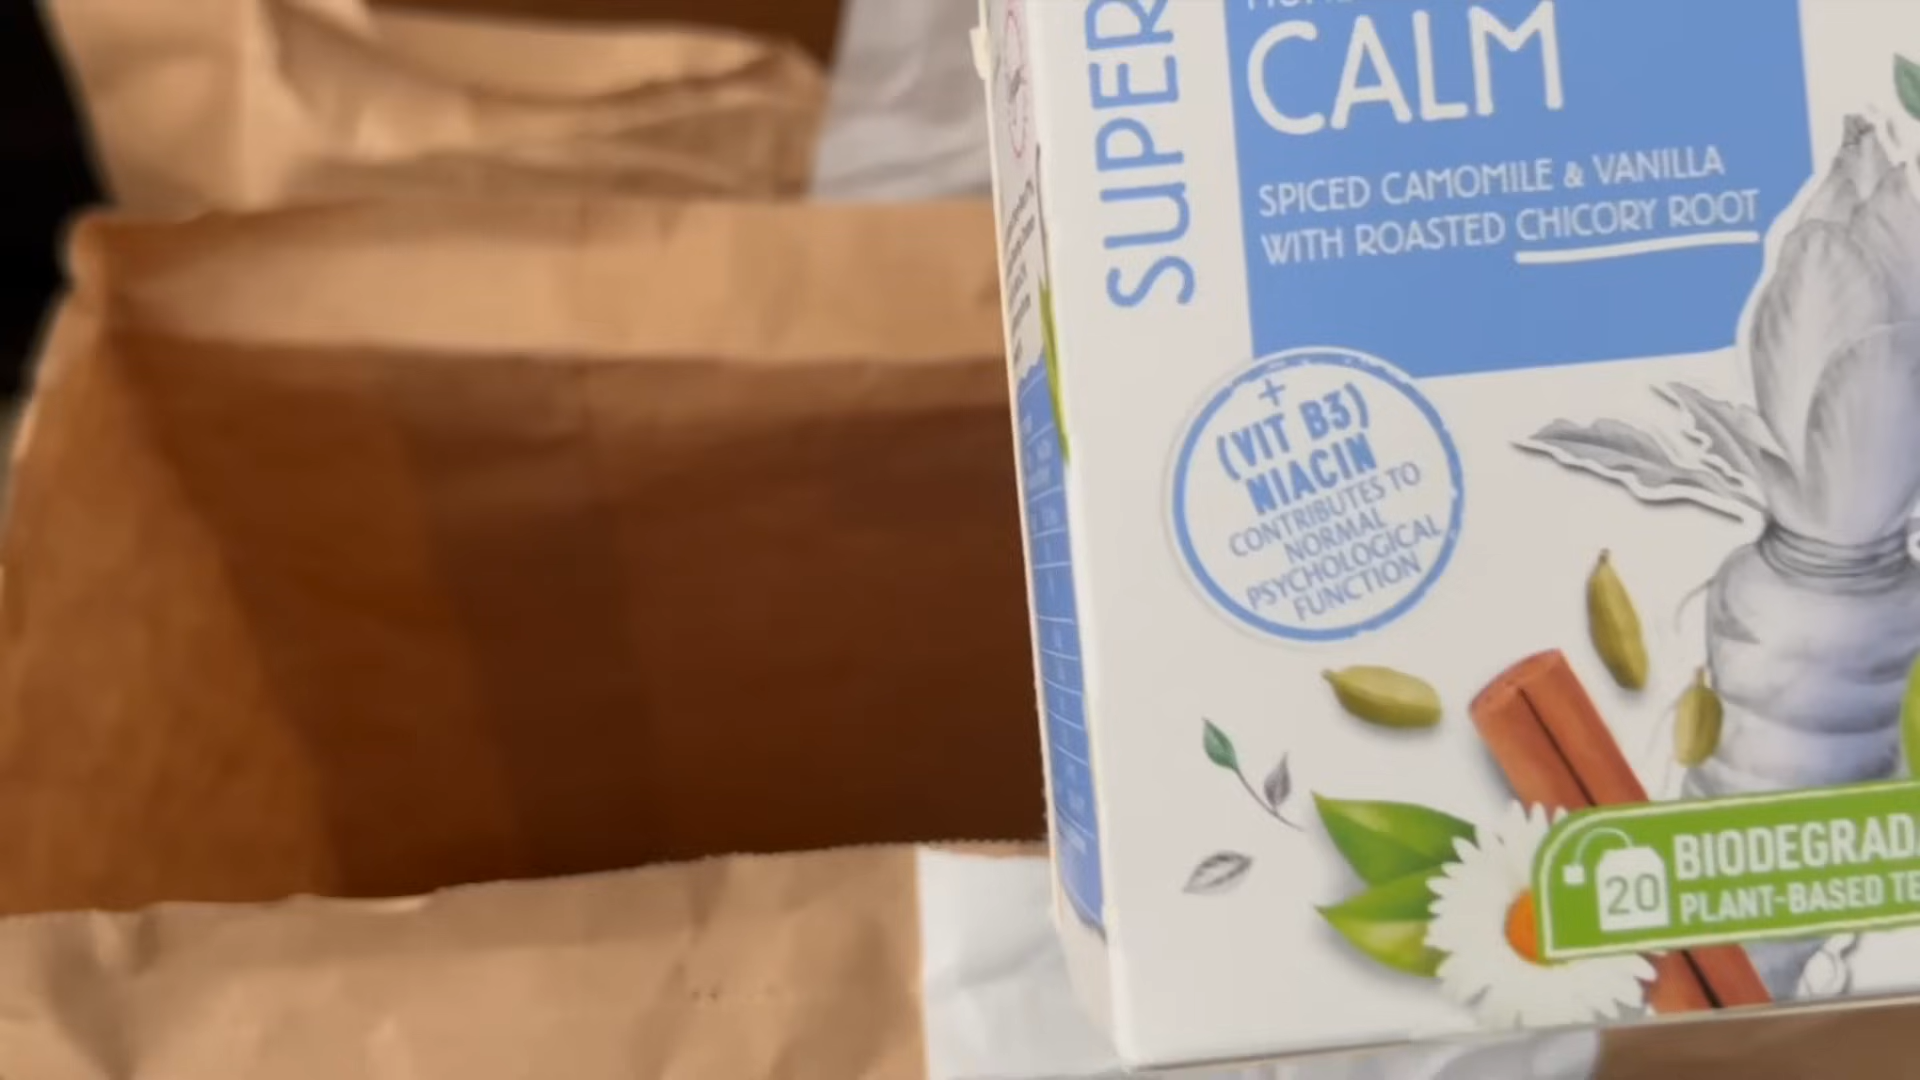 SUPER
CALM
SPICED CAMOMILE & VANILLA
WITH ROASTED CHICORY ROOT
+
(VIT B3)
NIACIN
CONTRIBUTES TO
NORMAL
PSYCHOLOGICAL
FUNCTION
20
BIODEGRADA
PLANT-BASED TE